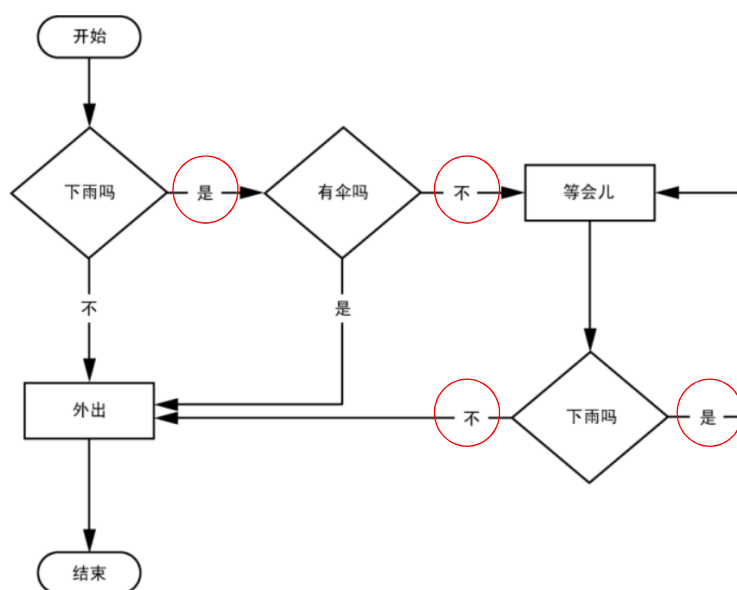 开始
下雨吗
是
有伞吗
不
等会儿
不
是
外出
不
下雨吗
是
结束